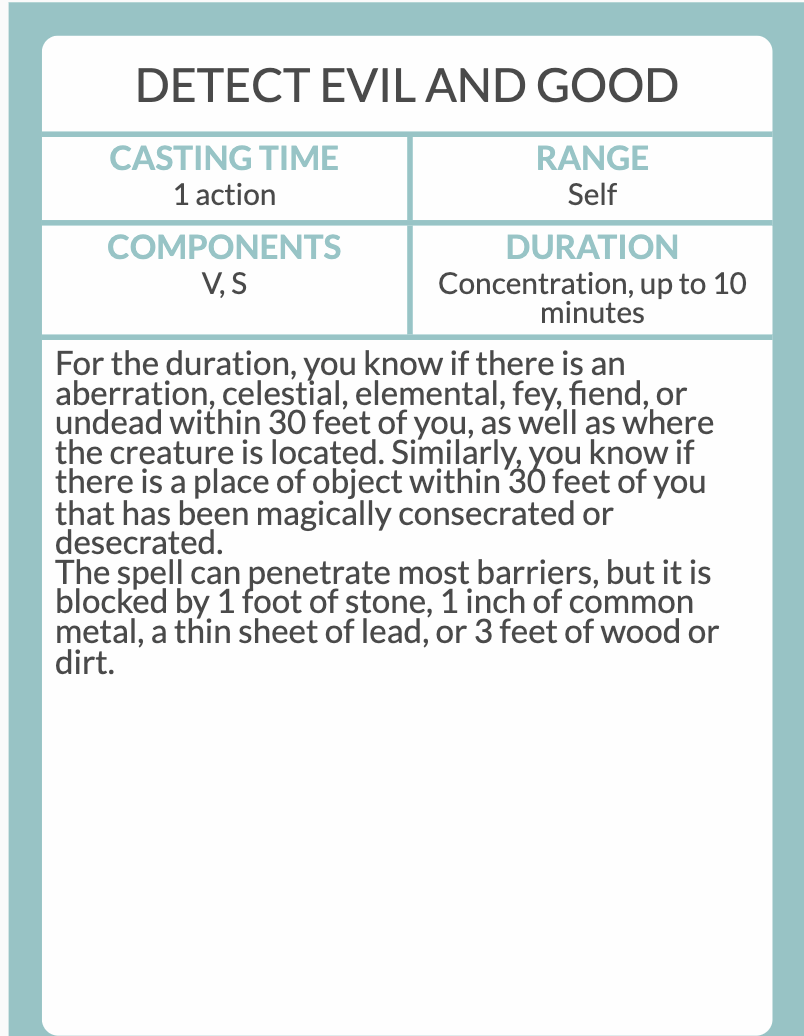 DETECT EVIL AND GOOD
CASTING TIME
1 action
RANGE
Self
COMPONENTS
V, S
DURATION
Concentration, up to 10
minutes
For the duration, you know if there is an
aberration, celestial, elemental, fey, fiend, or
undead within 30 feet of you, as well as where
the creature is located. Similarly, you know if
there is a place of object within 30 feet of you
that has been magically consecrated or
desecrated.
The spell can penetrate most barriers, but it is
blocked by 1 foot of stone, 1 inch of common
metal, a thin sheet of lead, or 3 feet of wood or
dirt.